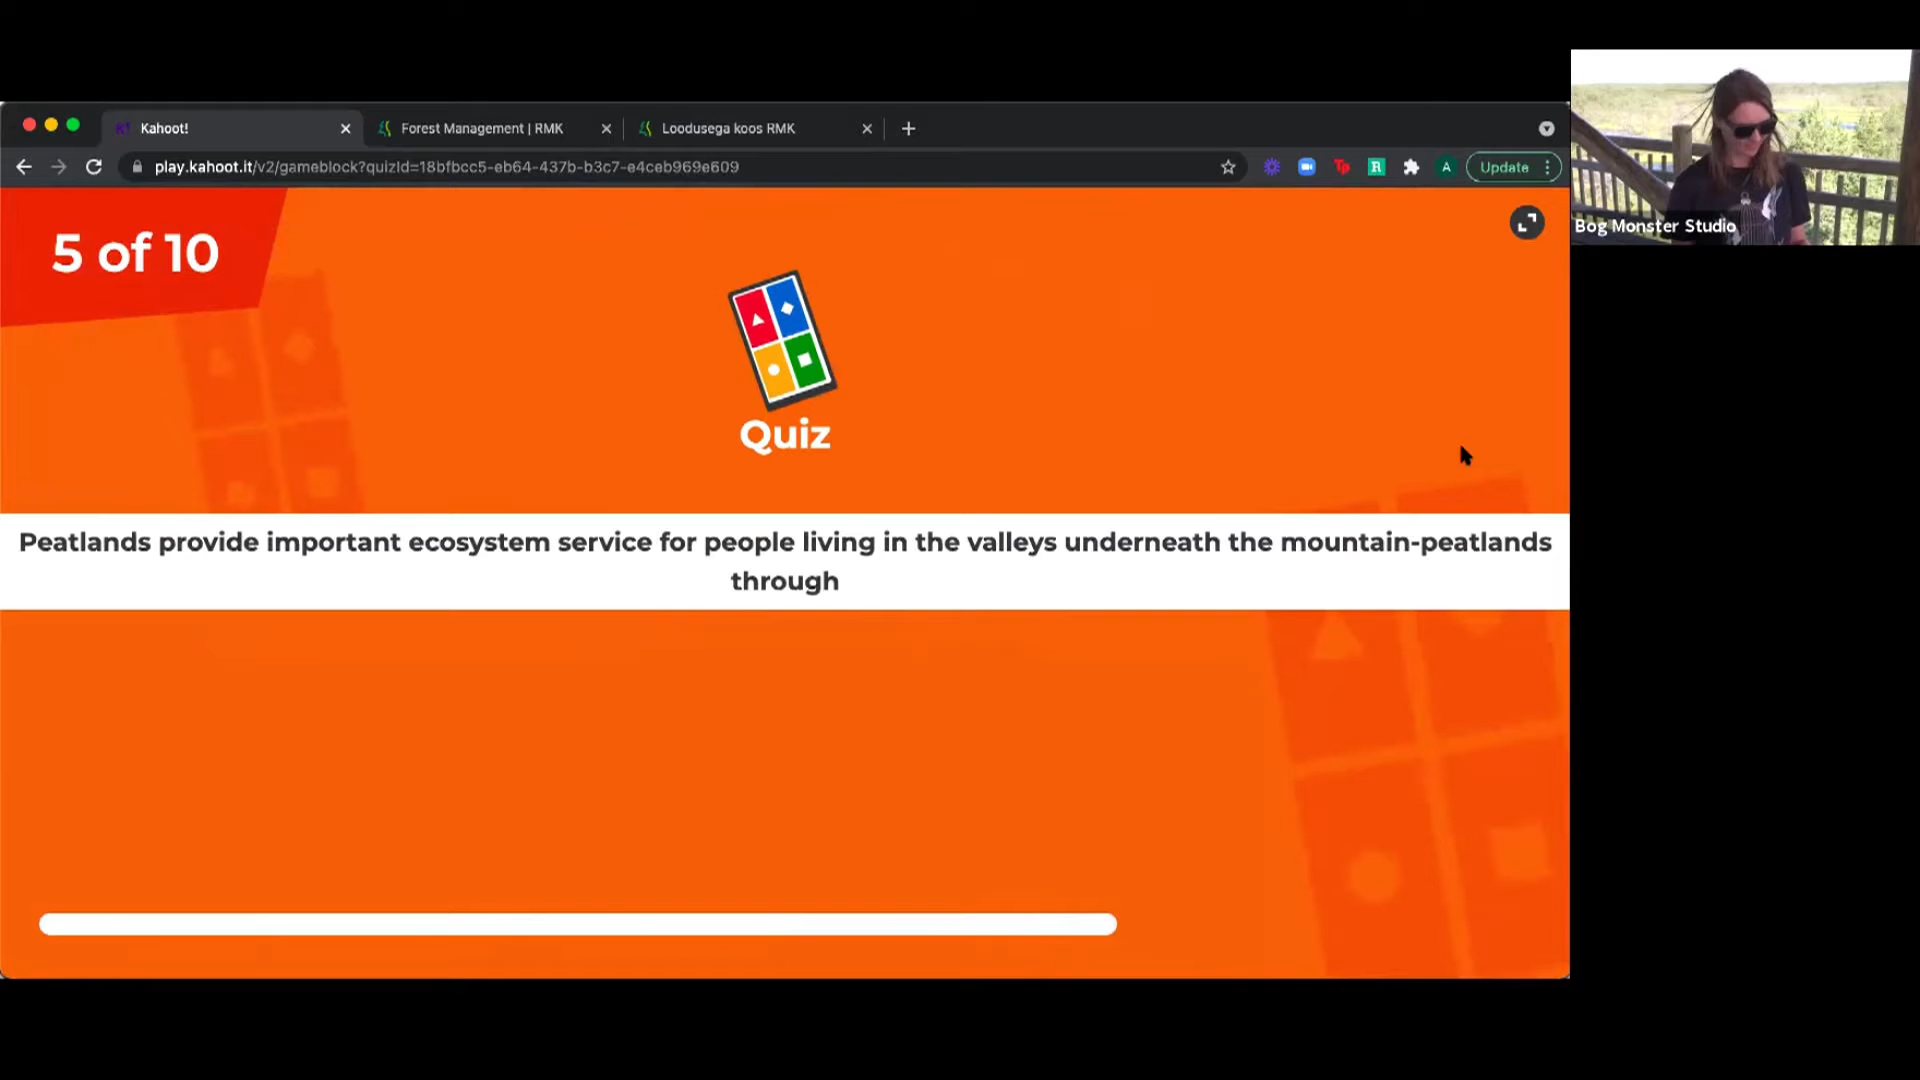 Kahoot!
Forest Management | RMK
Loodusega koos RMK
play.kahoot.it/v2/gameblock?quizId=18bfbcc5-eb64-437b-b3c7-e4ceb969e609
Tp
R
A
Update
5 of 10
Bog Monster Studio
Quiz
Peatlands provide important ecosystem service for people living in the valleys underneath the mountain-peatlands
through